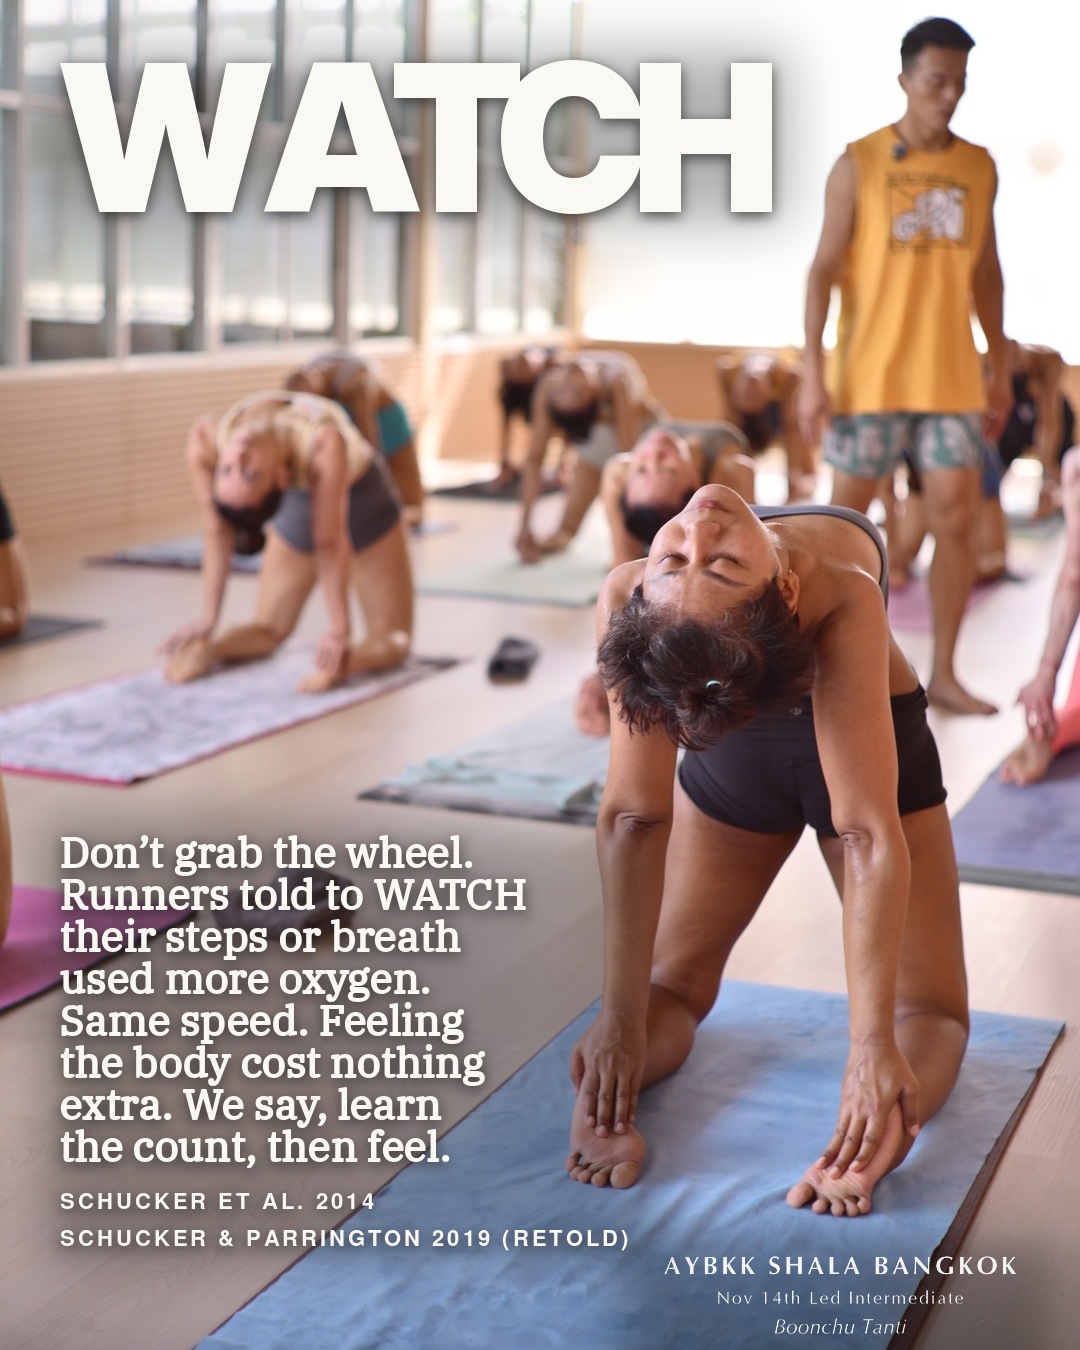 WATCH
Don’t grab the wheel.
Runners told to WATCH
their steps or breath
used more oxygen.
Same speed. Feeling
the body cost nothing
extra. We say, learn
the count, then feel.
SCHUCKER ET AL. 2014
SCHUCKER & PARRINGTON 2019 (RETOLD)
AYBKK SHALA BANGKOK
Nov 14th Led Intermediate
Boonchu Tanti